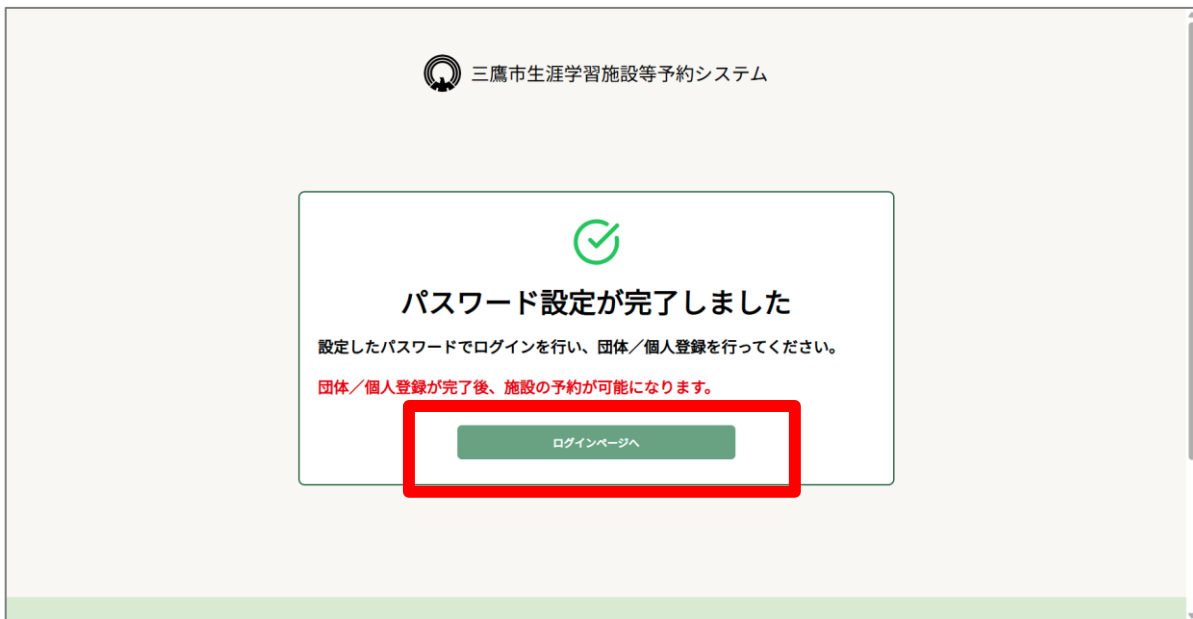 三鷹市生涯学習施設等予約システム
パスワード設定が完了しました
設定したパスワードでログインを行い、団体／個人登録を行ってください。
団体／個人登録が完了後、施設の予約が可能になります。
ログインページへ